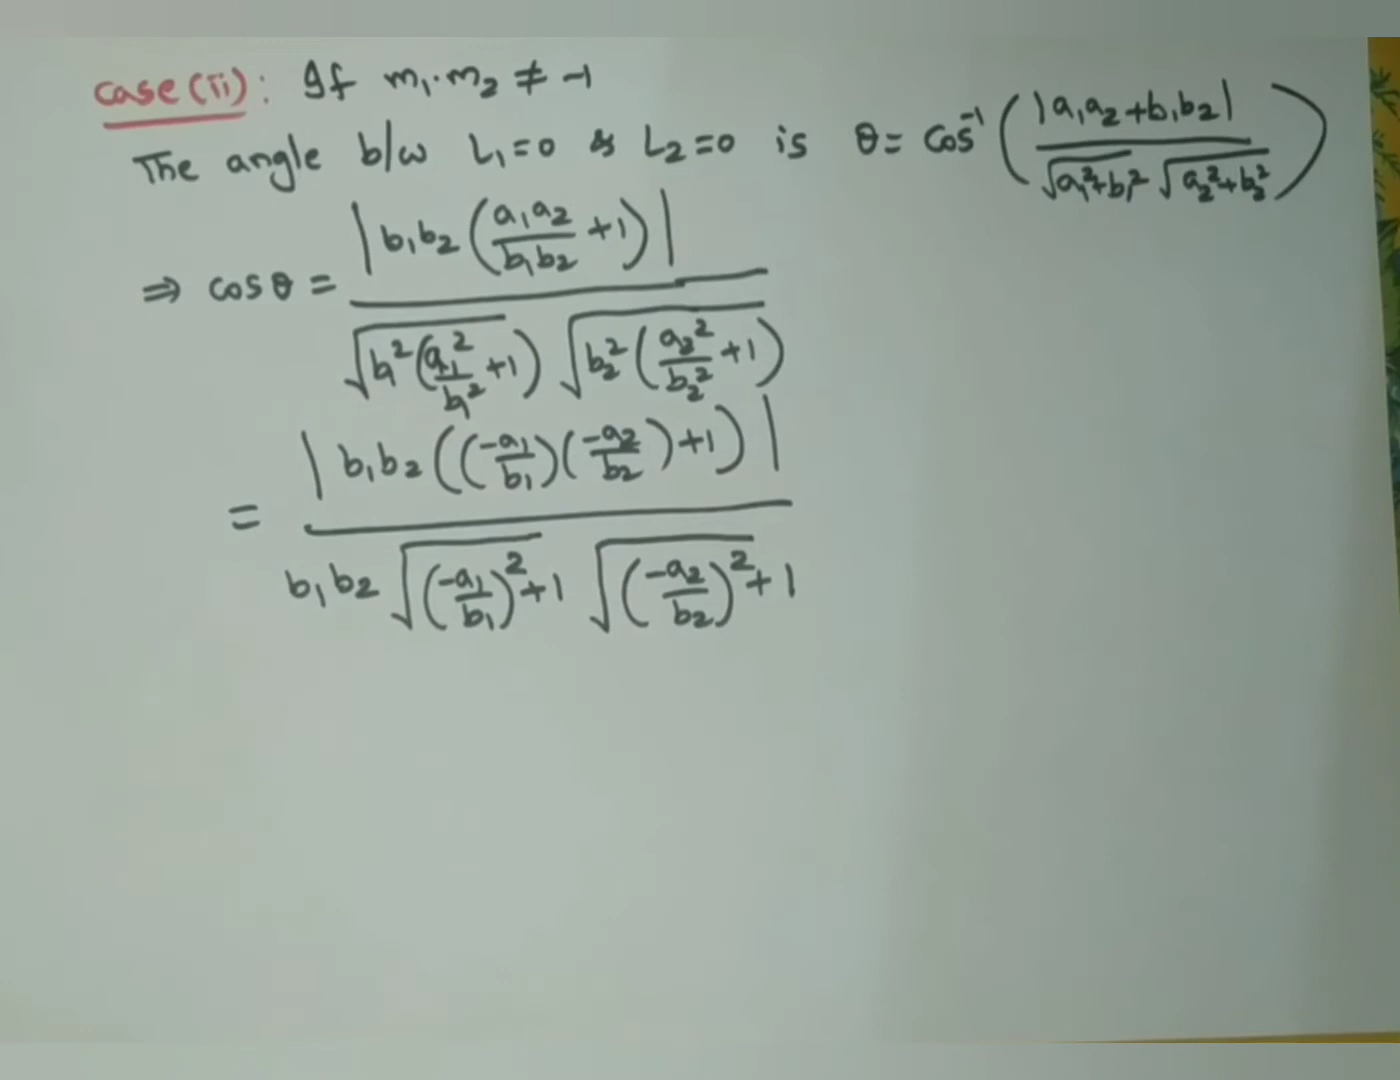 Case (ii) : If m₁·m₂ ≠ -1
The angle b/w L₁=0 & L₂=0 is θ = Cos⁻¹ ( |a₁a₂+b₁b₂| / √a₁²+b₁² √a₂²+b₂² )
⇒ cosθ = | b₁b₂ ( a₁a₂/b₁b₂ +1 ) | / √b₁² ( a₁²/b₁² +1 ) √b₂² ( a₂²/b₂² +1 )
= | b₁b₂ ( (-a₁/b₁) (-a₂/b₂) +1 ) | / b₁b₂ √(-a₁/b₁)² +1 √(-a₂/b₂)² +1